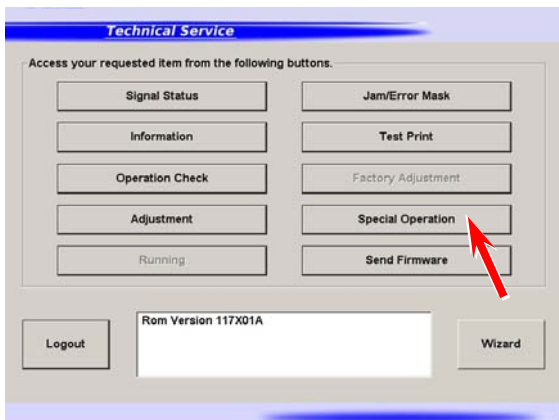 Technical Service
Access your requested item from the following buttons.
Signal Status
Jam/Error Mask
Information
Test Print
Operation Check
Factory Adjustment
Adjustment
Special Operation
Running
Send Firmware
Logout
Rom Version 117X01A
Wizard